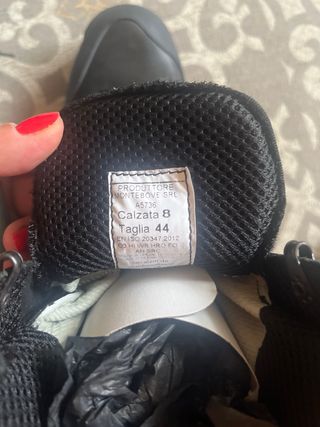 PRODUTTORE
MONTEBOVE SRL
A5736
Calzata 8
Taglia 44
EN ISO 20347:2012